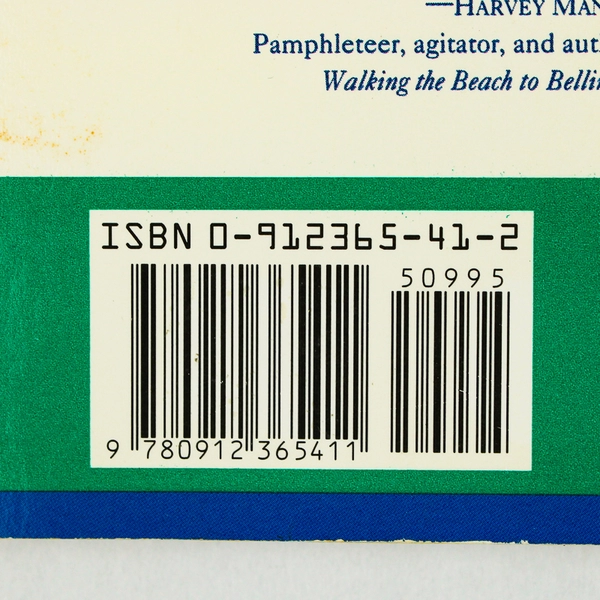 —HARVEY MAN
Pamphleteer, agitator, and aut
Walking the Beach to Belli
ISBN 0-912365-41-2
50995
9 780912 365411